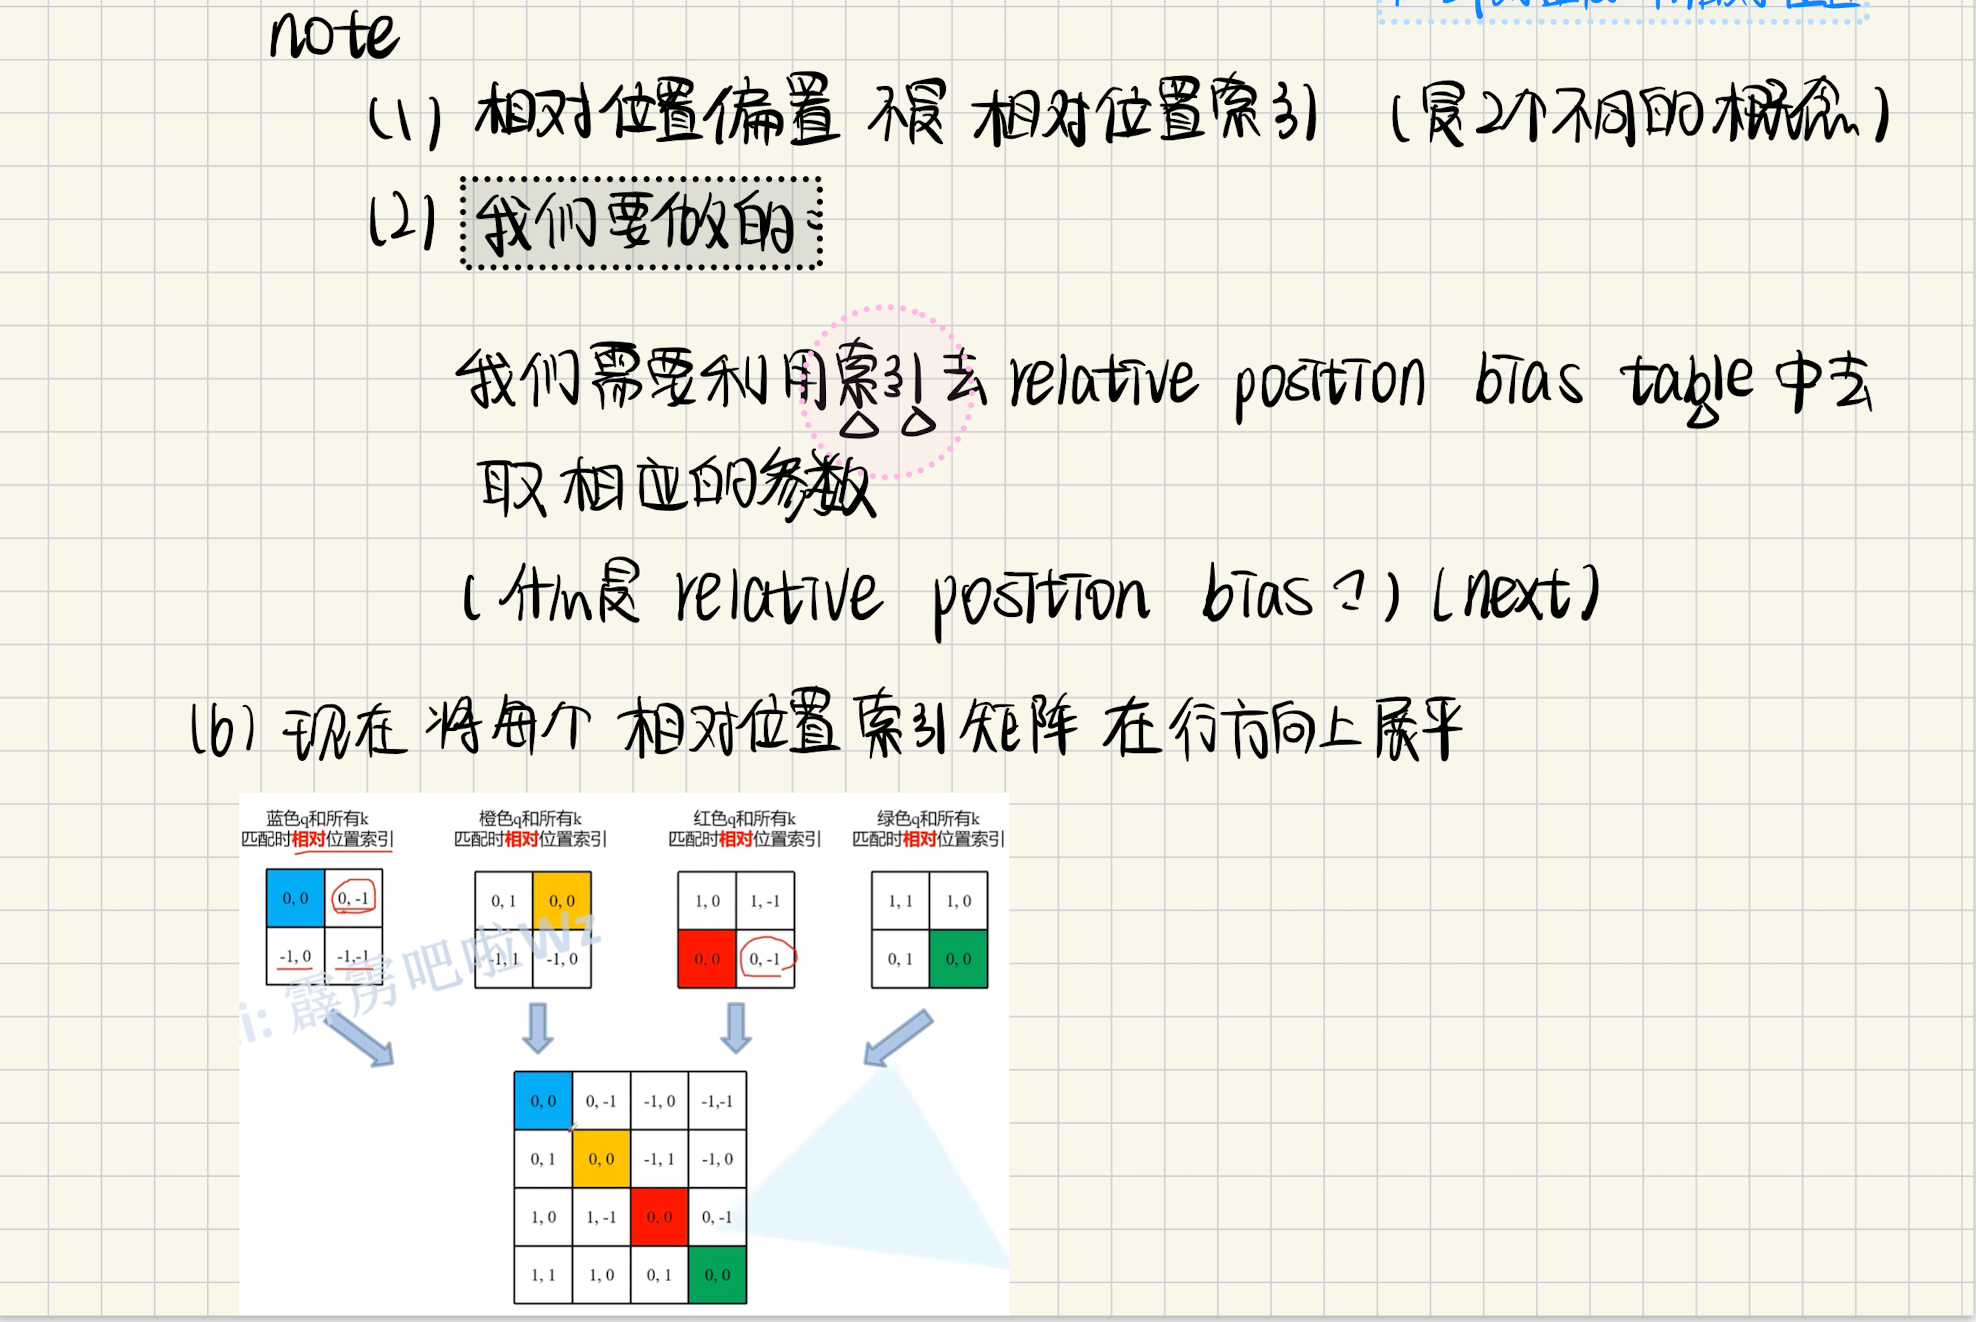 note
(1) 相对位置偏置 不是 相对位置索引 (是2个不同的概念)
(2) 我们要做的:
我们需要利用索引去 relative position bias table 中去
取相应的参数
(什么是 relative position bias ?) (next)
(b) 现在 将每个 相对位置索引矩阵 在行方向上展平
蓝色q和所有k 橙色q和所有k 红色q和所有k 绿色q和所有k
匹配时相对位置索引 匹配时相对位置索引 匹配时相对位置索引 匹配时相对位置索引
0, 0 0, -1 0, 1 0, 0 1, 0 1, -1 1, 1 1, 0
-1, 0 -1,-1 -1, 1 -1, 0 0, 0 0, -1 0, 1 0, 0
i: 霹雳吧啦Wz
0, 0 0, -1 -1, 0 -1,-1
0, 1 0, 0 -1, 1 -1, 0
1, 0 1, -1 0, 0 0, -1
1, 1 1, 0 0, 1 0, 0